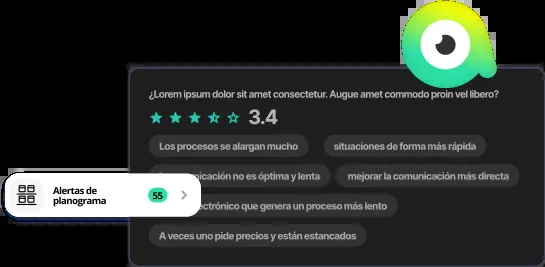 ¿Lorem ipsum dolor sit amet consectetur. Augue amet commodo proin vel libero?
3.4
Los procesos se alargan mucho
situaciones de forma más rápida
nicación no es óptima y lenta
mejorar la comunicación más directa
Alertas de
planograma
55
ectrónico que genera un proceso más lento
A veces uno pide precios y están estancados